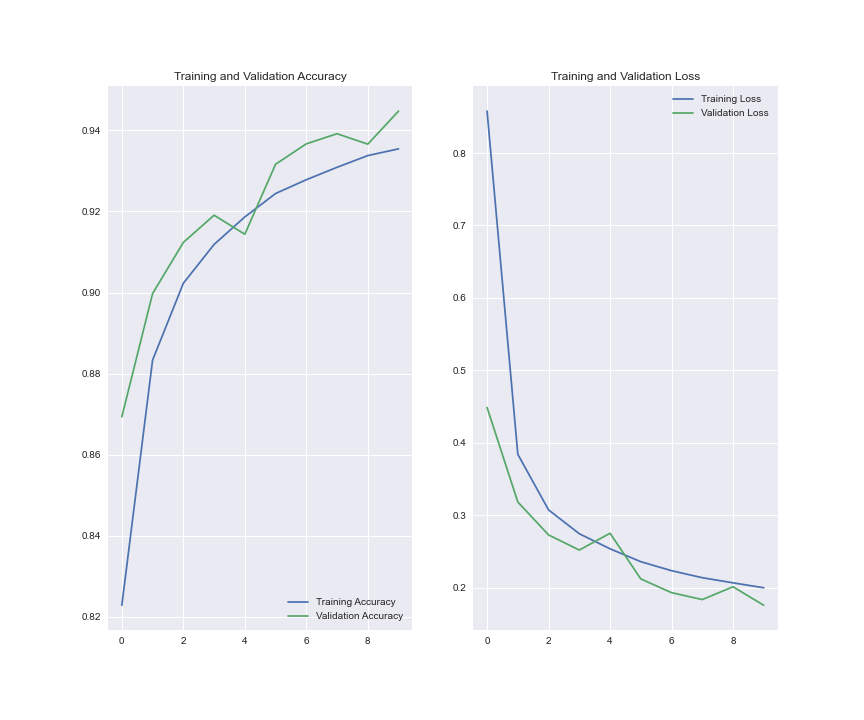 Training and Validation Accuracy
0.94
0.92
0.90
0.88
0.86
0.84
0.82
0 2 4 6 8
Training Accuracy
Validation Accuracy
Training and Validation Loss
Training Loss
Validation Loss
0.8
0.7
0.6
0.5
0.4
0.3
0.2
0 2 4 6 8